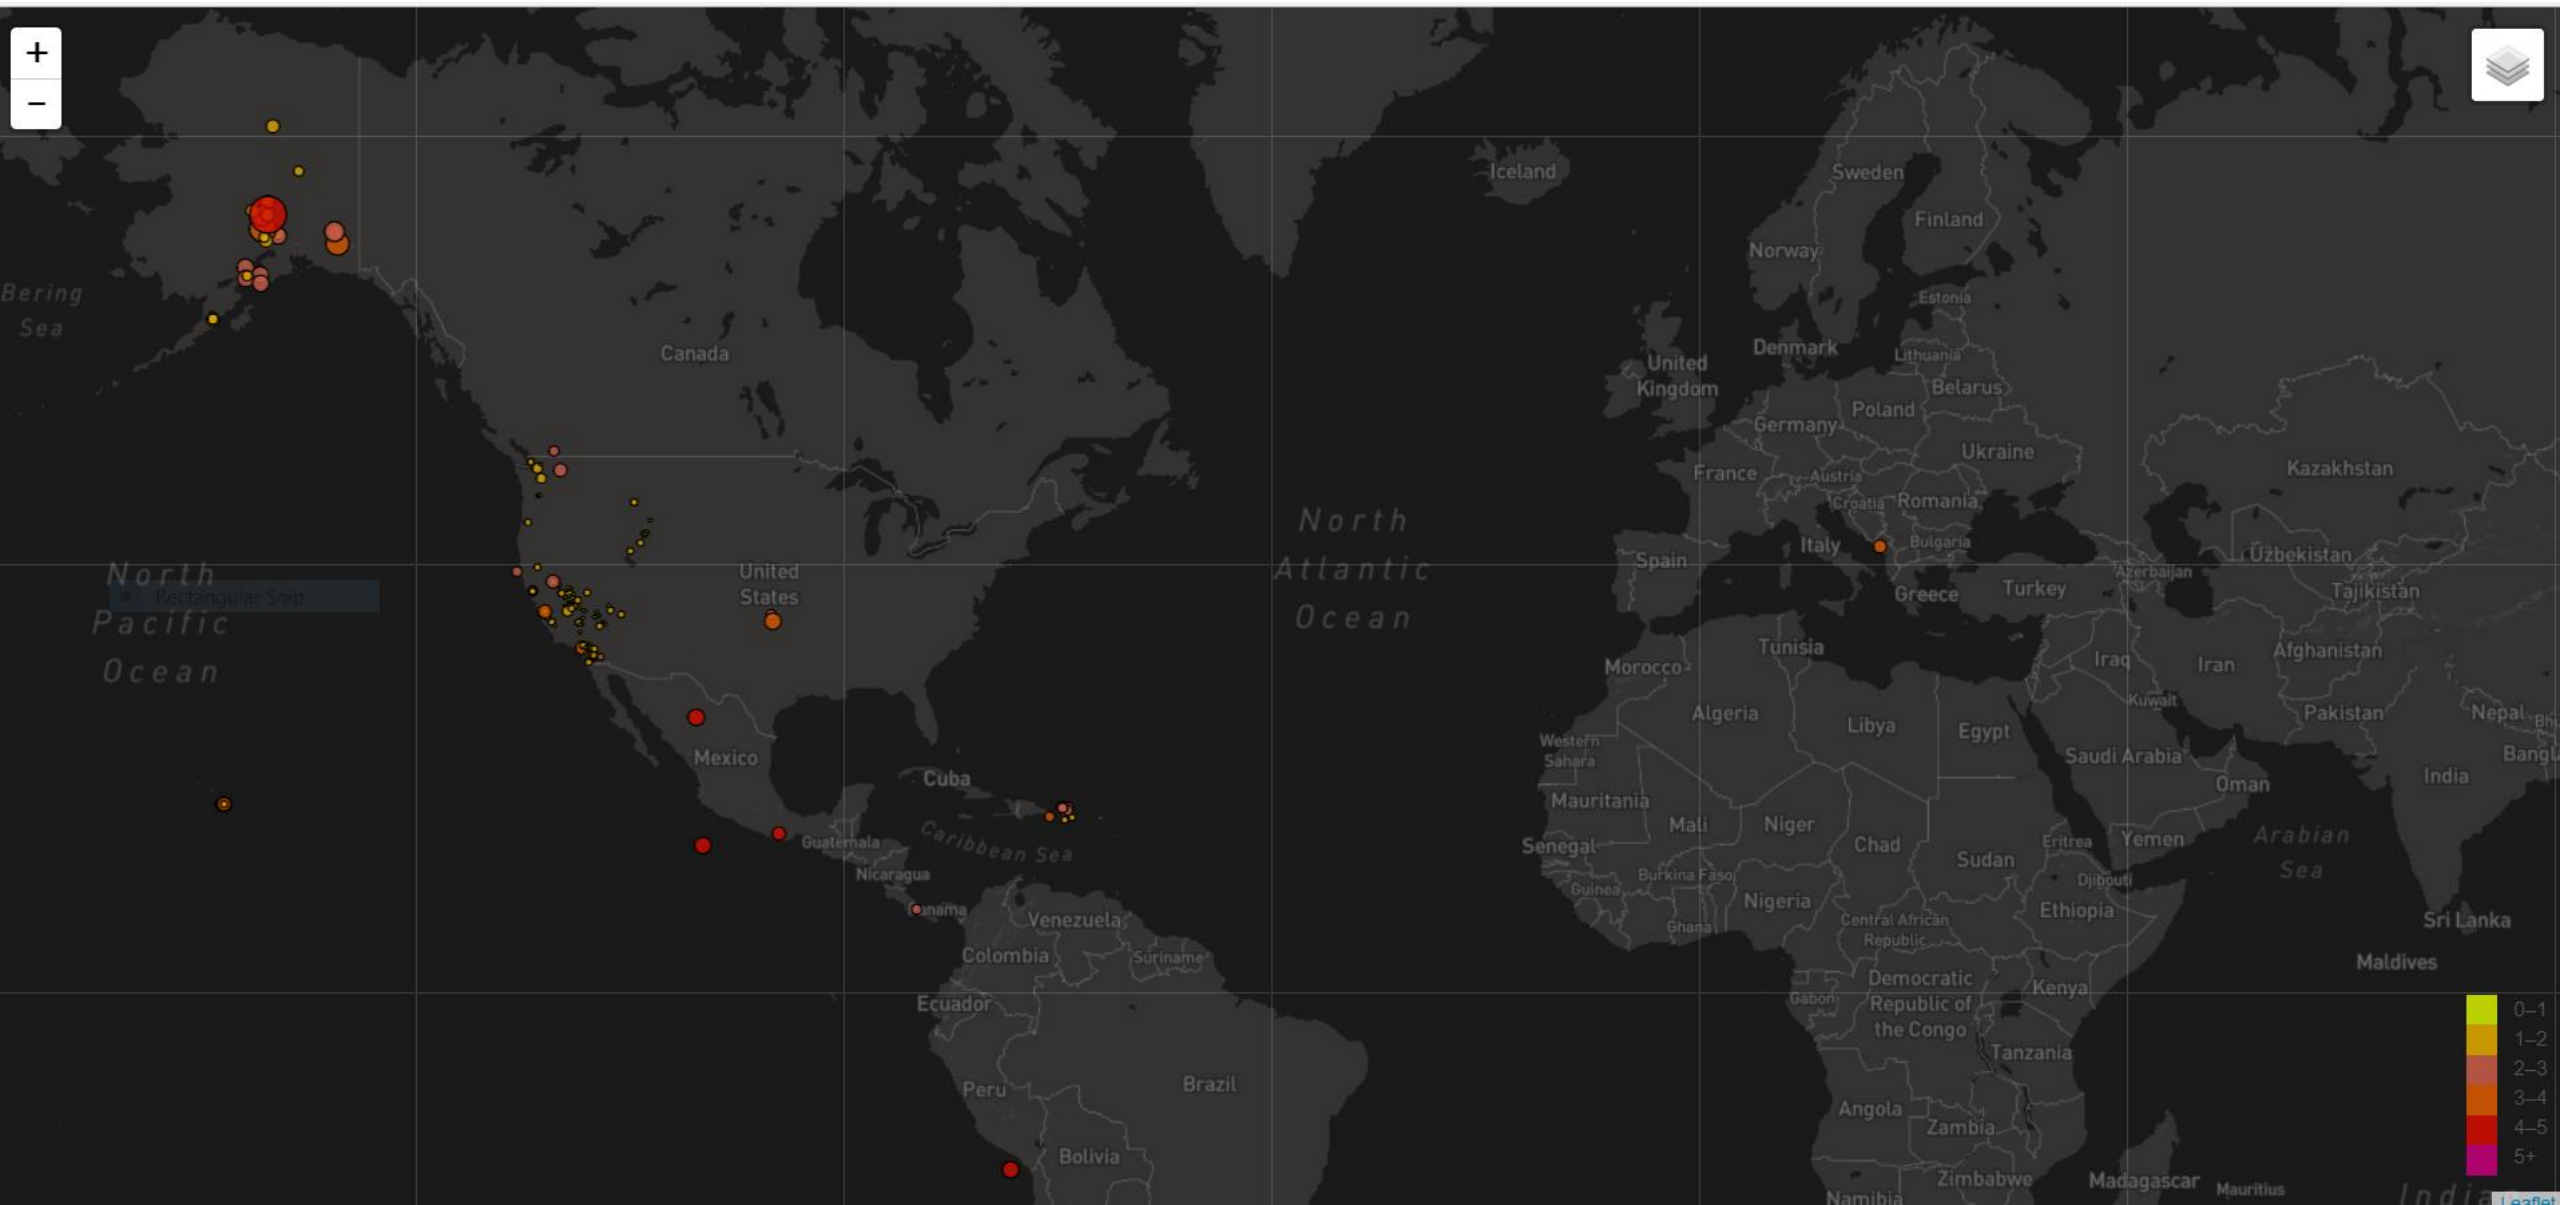 +
−
Iceland
Sweden
Finland
Norway
Bering
Sea
Estonia
Canada
Denmark
Lithuania
United
Kingdom
Belarus
Poland
Germany
Ukraine
Kazakhstan
France
Austria
Croatia
Romania
North
Atlantic
Ocean
Italy
Bulgaria
Spain
Uzbekistan
North
Pacific
Ocean
Rectangular Snip
United
States
Azerbaijan
Turkey
Tajikistan
Greece
Tunisia
Afghanistan
Morocco
Iraq
Iran
Kuwait
Algeria
Libya
Egypt
Pakistan
Nepal
Bhu
Western
Sahara
Saudi Arabia
Bangla
Mexico
Cuba
India
Oman
Mauritania
Mali
Niger
Chad
Eritrea
Yemen
Arabian
Sea
Guatemala
Caribbean Sea
Senegal
Sudan
Nicaragua
Burkina Faso
Djibouti
Guinea
Nigeria
Panama
Venezuela
Central African
Republic
Ethiopia
Ghana
Sri Lanka
Colombia
Suriname
Maldives
Democratic
Republic of
the Congo
Gabon
Kenya
Ecuador
Tanzania
Peru
Brazil
Angola
Zambia
Bolivia
Zimbabwe
Madagascar
Mauritius
Namibia
India
0–1
1–2
2–3
3–4
4–5
5+
Leaflet